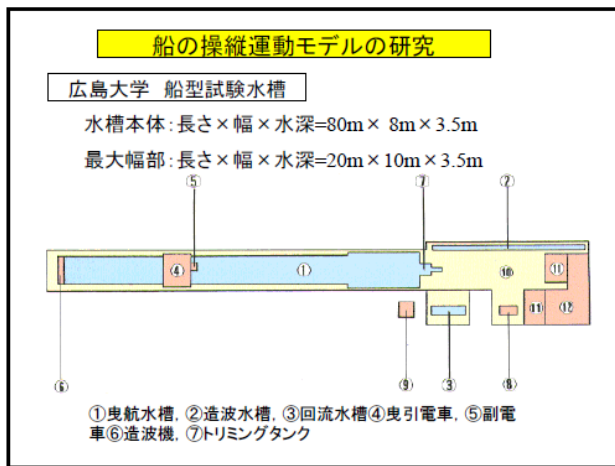 船の操縦運動モデルの研究
広島大学 船型試験水槽
水槽本体:長さ×幅×水深=80m× 8m×3.5m
最大幅部:長さ×幅×水深=20m×10m×3.5m
⑤ ⑦ ②
④ ① ⑩ ⑪
⑪ ⑫
⑥ ⑨ ③ ⑧
①曳航水槽, ②造波水槽, ③回流水槽④曳引電車, ⑤副電
車⑥造波機, ⑦トリミングタンク